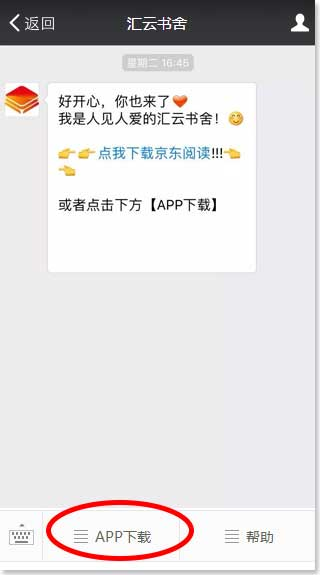 返回
汇云书舍
星期二 16:45
好开心，你也来了
我是人见人爱的汇云书舍！
点我下载京东阅读!!!
或者点击下方【APP下载】
APP下载
帮助